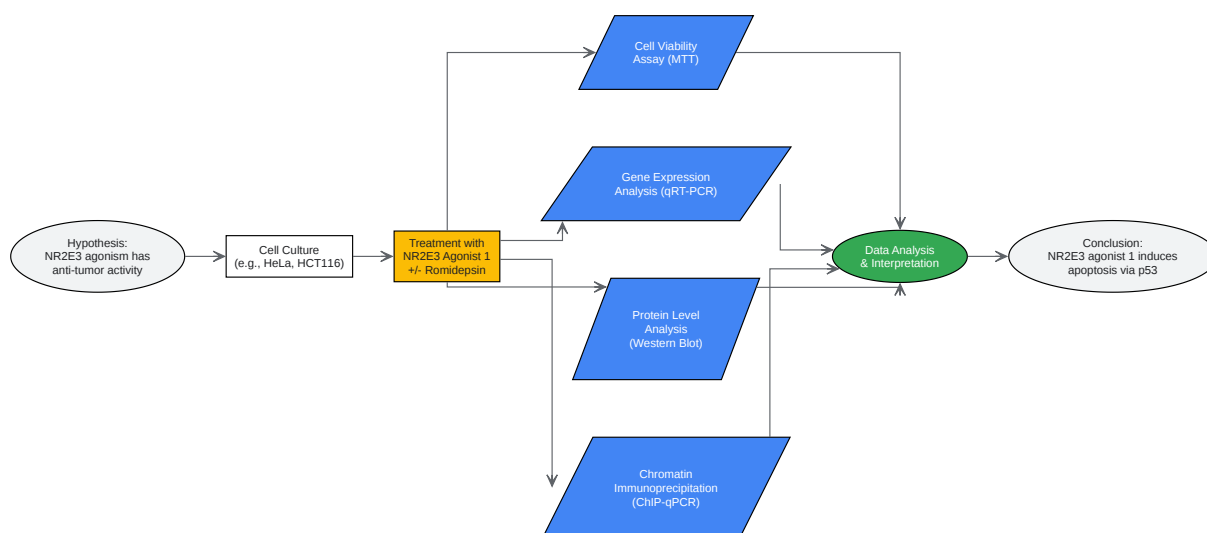 Hypothesis:
NR2E3 agonism has
anti-tumor activity
Cell Culture
(e.g., HeLa, HCT116)
Treatment with
NR2E3 Agonist 1
+/- Romidepsin
Cell Viability
Assay (MTT)
Gene Expression
Analysis (qRT-PCR)
Protein Level
Analysis
(Western Blot)
Chromatin
Immunoprecipitation
(ChIP-qPCR)
Data Analysis
& Interpretation
Conclusion:
NR2E3 agonist 1 induces
apoptosis via p53